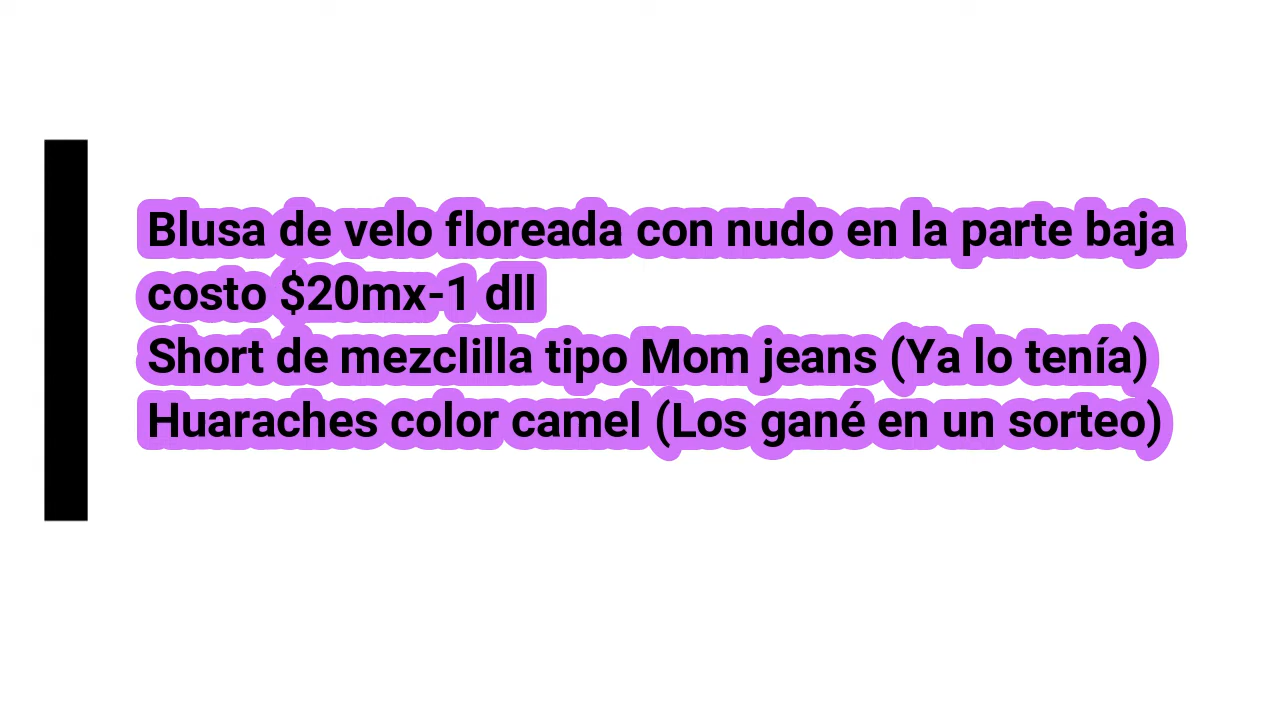 Blusa de velo floreada con nudo en la parte baja
costo $20mx-1 dll
Short de mezclilla tipo Mom jeans (Ya lo tenía)
Huaraches color camel (Los gané en un sorteo)